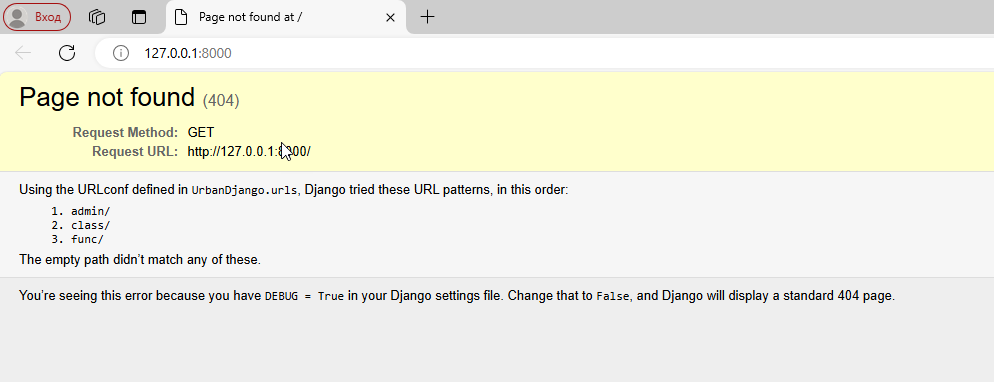 Вход
Page not found at /
127.0.0.1:8000
Page not found (404)
Request Method: GET
Request URL: http://127.0.0.1:8000/
Using the URLconf defined in UrbanDjango.urls, Django tried these URL patterns, in this order:
1. admin/
2. class/
3. func/
The empty path didn’t match any of these.
You’re seeing this error because you have DEBUG = True in your Django settings file. Change that to False, and Django will display a standard 404 page.